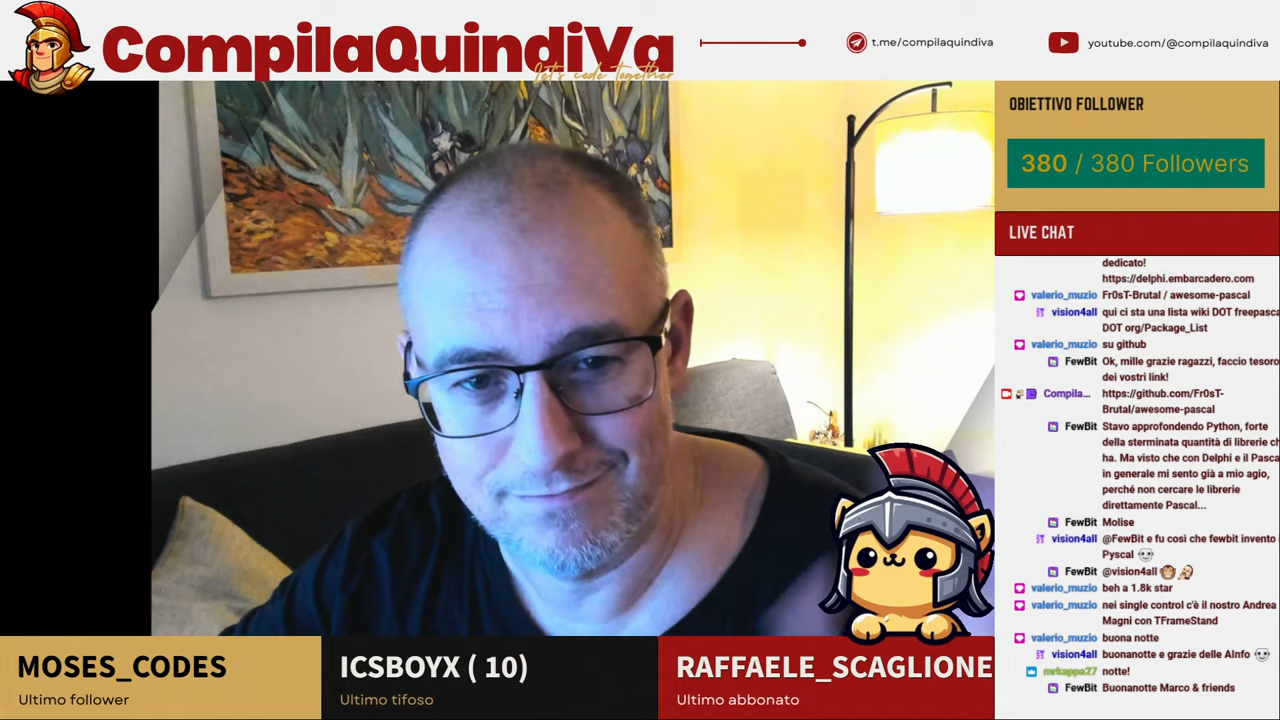 CompilaQuindiVa
Let's code together
t.me/compilaquindiva
youtube.com/@compilaquindiva
OBIETTIVO FOLLOWER
380 / 380 Followers
LIVE CHAT
dedicato!
https://delphi.embarcadero.com
valerio_muzio Fr0sT-Brutal / awesome-pascal
vision4all qui ci sta una lista wiki DOT freepasca
DOT org/Package_List
valerio_muzio su github
FewBit Ok, mille grazie ragazzi, faccio tesoro
dei vostri link!
Compila... https://github.com/Fr0sT-
Brutal/awesome-pascal
FewBit Stavo approfondendo Python, forte
della sterminata quantità di librerie ch
ha. Ma visto che con Delphi e il Pasca
in generale mi sento già a mio agio,
perché non cercare le librerie
direttamente Pascal...
FewBit Molise
vision4all @FewBit e fu così che fewbit invento
Pyscal
FewBit @vision4all
valerio_muzio beh a 1.8k star
valerio_muzio nei single control c'è il nostro Andrea
Magni con TFrameStand
valerio_muzio buona notte
vision4all buonanotte e grazie delle AInfo
mrkappa27 notte!
FewBit Buonanotte Marco & friends
MOSES_CODES
Ultimo follower
ICSBOYX ( 10)
Ultimo tifoso
RAFFAELE_SCAGLIONE
Ultimo abbonato